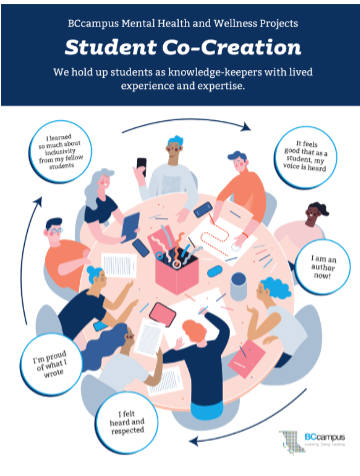 BCcampus Mental Health and Wellness Projects
Student Co-Creation
We hold up students as knowledge-keepers with lived
experience and expertise.
I learned
so much about
inclusivity
from my fellow
students
It feels
good that as a
student, my
voice is heard
I am an
author
now!
I'm proud
of what I
wrote
I felt
heard and
respected
BCcampus